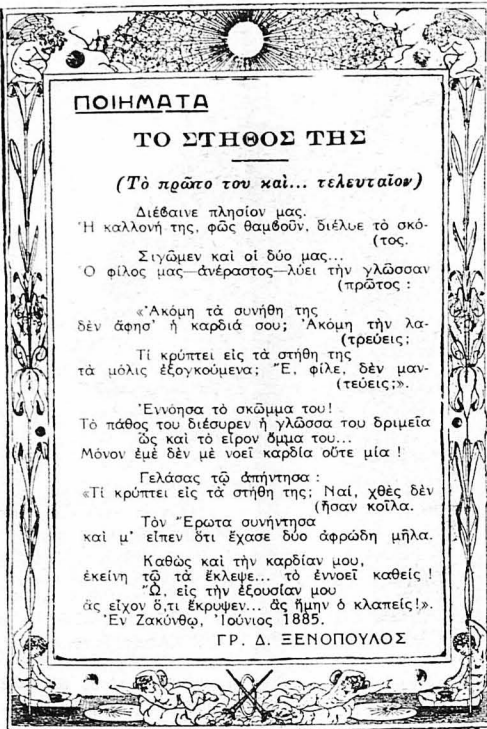 ΠΟΙΗΜΑΤΑ
ΤΟ ΣΤΗΘΟΣ ΤΗΣ
(Τὸ πρῶτο του καὶ... τελευταῖον)
Διέβαινε πλησίον μας.
Ἡ καλλονή της, φῶς θαμβοῦν, διέλυε τὸ σκό-
(τος.
Σιγῶμεν καὶ οἱ δύο μας...
Ὁ φίλος μας—ἀνέραστος—λύει τὴν γλῶσσαν
(πρῶτος :
«Ἀκόμη τὰ συνήθη της
δὲν ἄφησ' ἡ καρδιά σου; Ἀκόμη τὴν λα-
(τρεύεις;
Τί κρύπτει εἰς τὰ στήθη της
τὰ μόλις ἐξογκούμενα; Ἔ, φίλε, δὲν μαν-
(τεύεις;».
Ἐννόησα τὸ σκῶμμα του!
Τὸ πάθος του διέσυρεν ἡ γλῶσσα του δριμεῖα
ὣς καὶ τὸ εἶρον ὄμμα του...
Μόνον ἐμὲ δὲν μὲ νοεῖ καρδία οὔτε μία !
Γελάσας τῷ ἀπήντησα :
«Τί κρύπτει εἰς τὰ στήθη της; Ναί, χθὲς δὲν
(ἦσαν κοῖλα.
Τὸν Ἔρωτα συνήντησα
καὶ μ' εἶπεν ὅτι ἔχασε δύο ἀφρώδη μῆλα.
Καθὼς καὶ τὴν καρδίαν μου,
ἐκείνη τῷ τὰ ἔκλεψε... τὸ ἐννοεῖ καθείς !
Ὤ, εἰς τὴν ἐξουσίαν μου
ἂς εἶχον ὅ,τι ἔκρυψεν... ἂς ἤμην ὁ κλαπείς!».
Ἐν Ζακύνθῳ, Ἰούνιος 1885.
ΓΡ. Δ. ΞΕΝΟΠΟΥΛΟΣ